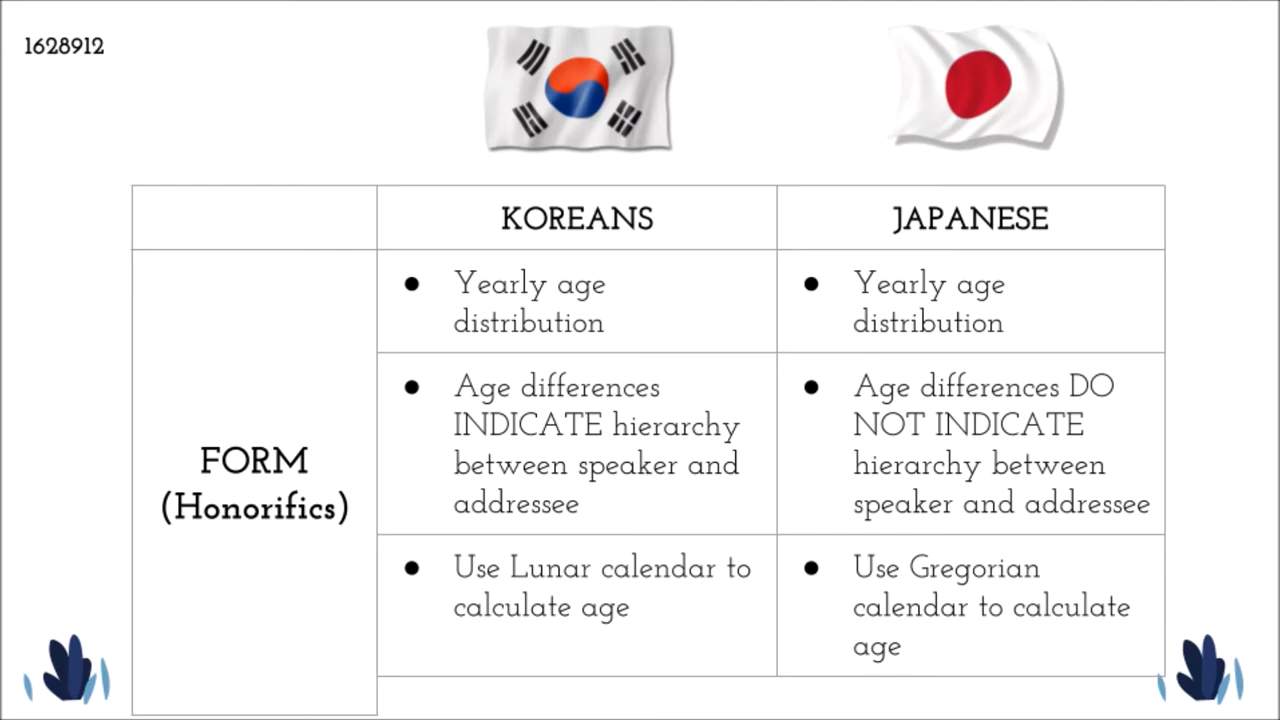 1628912
KOREANS
JAPANESE
FORM
(Honorifics)
● Yearly age
distribution
● Yearly age
distribution
● Age differences
INDICATE hierarchy
between speaker and
addressee
● Age differences DO
NOT INDICATE
hierarchy between
speaker and addressee
● Use Lunar calendar to
calculate age
● Use Gregorian
calendar to calculate
age